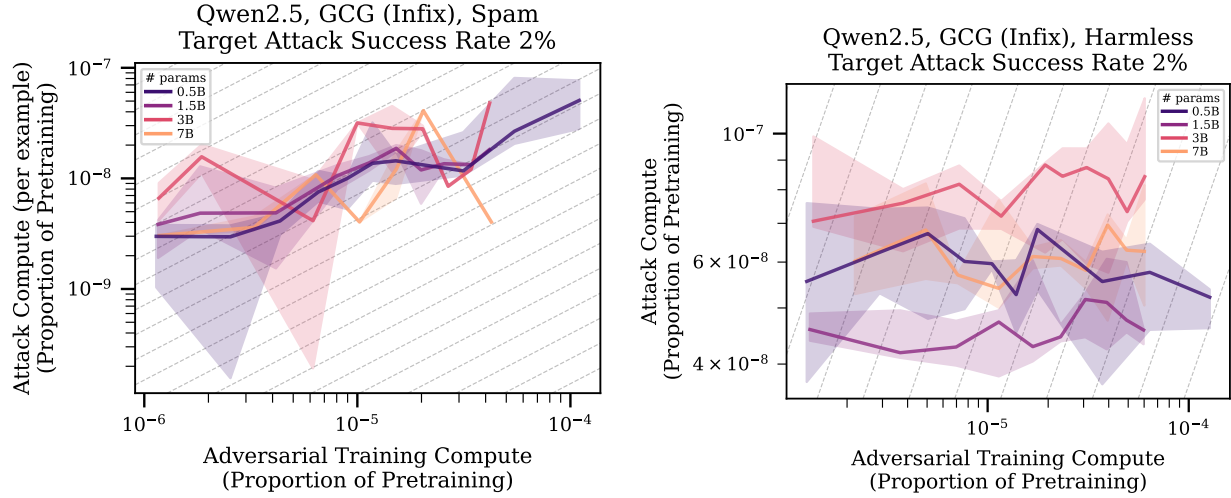 Qwen2.5, GCG (Infix), Spam
Target Attack Success Rate 2%
Attack Compute (per example)
(Proportion of Pretraining)
10⁻⁷
10⁻⁸
10⁻⁹
# params
0.5B
1.5B
3B
7B
10⁻⁶
10⁻⁵
10⁻⁴
Adversarial Training Compute
(Proportion of Pretraining)
Qwen2.5, GCG (Infix), Harmless
Target Attack Success Rate 2%
Attack Compute
(Proportion of Pretraining)
10⁻⁷
6 × 10⁻⁸
4 × 10⁻⁸
# params
0.5B
1.5B
3B
7B
10⁻⁵
10⁻⁴
Adversarial Training Compute
(Proportion of Pretraining)